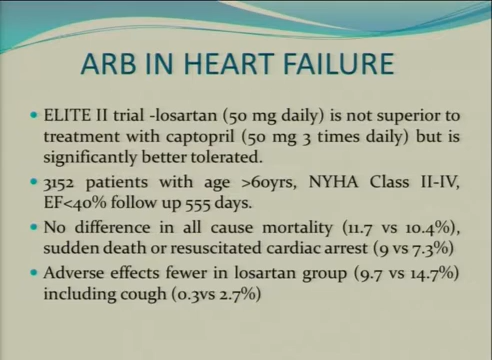 ARB IN HEART FAILURE
• ELITE II trial -losartan (50 mg daily) is not superior to
treatment with captopril (50 mg 3 times daily) but is
significantly better tolerated.
• 3152 patients with age >60yrs, NYHA Class II-IV,
EF<40% follow up 555 days.
• No difference in all cause mortality (11.7 vs 10.4%),
sudden death or resuscitated cardiac arrest (9 vs 7.3%)
• Adverse effects fewer in losartan group (9.7 vs 14.7%)
including cough (0.3vs 2.7%)